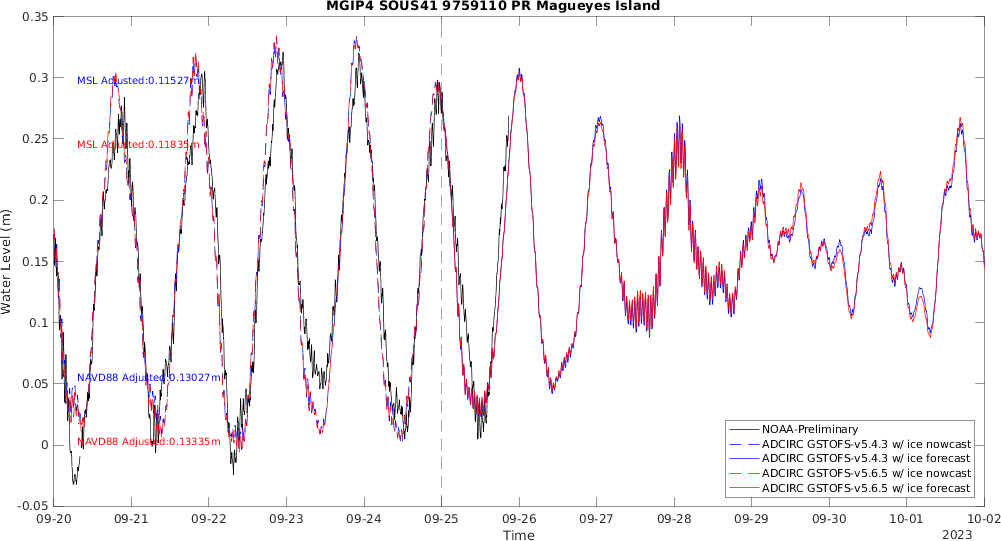 MGIP4 SOUS41 9759110 PR Magueyes Island
0.35
0.3
0.25
0.2
0.15
0.1
0.05
0
-0.05
Water Level (m)
MSL Adjusted:0.11527m
MSL Adjusted:0.11835m
NAVD88 Adjusted:0.13027m
NAVD88 Adjusted:0.13335m
NOAA-Preliminary
ADCIRC GSTOFS-v5.4.3 w/ ice nowcast
ADCIRC GSTOFS-v5.4.3 w/ ice forecast
ADCIRC GSTOFS-v5.6.5 w/ ice nowcast
ADCIRC GSTOFS-v5.6.5 w/ ice forecast
09-20 09-21 09-22 09-23 09-24 09-25 09-26 09-27 09-28 09-29 09-30 10-01 10-02
Time
2023